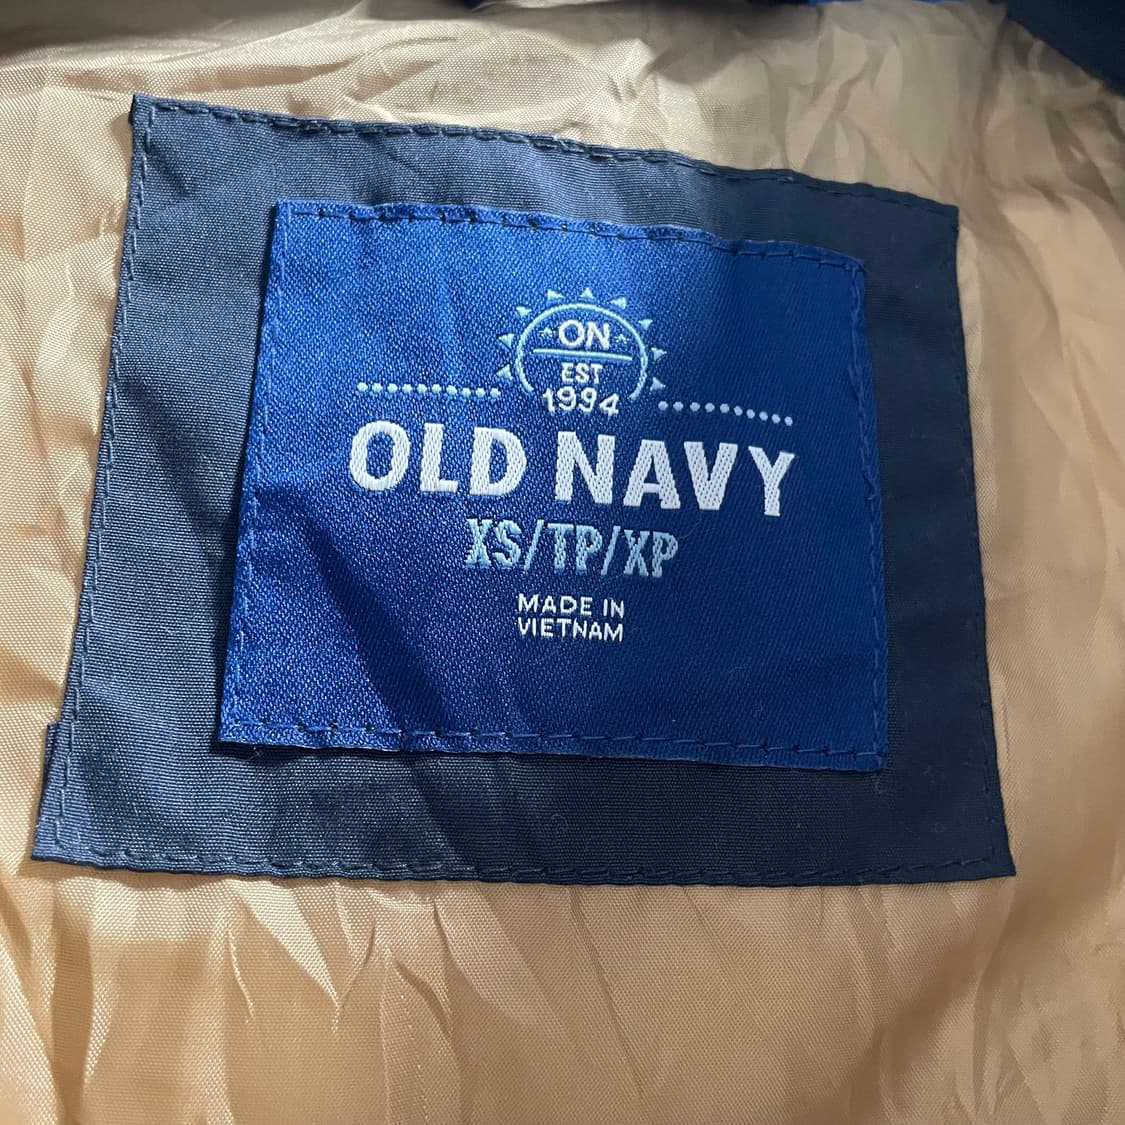 ON
EST
1994
OLD NAVY
XS/TP/XP
MADE IN
VIETNAM